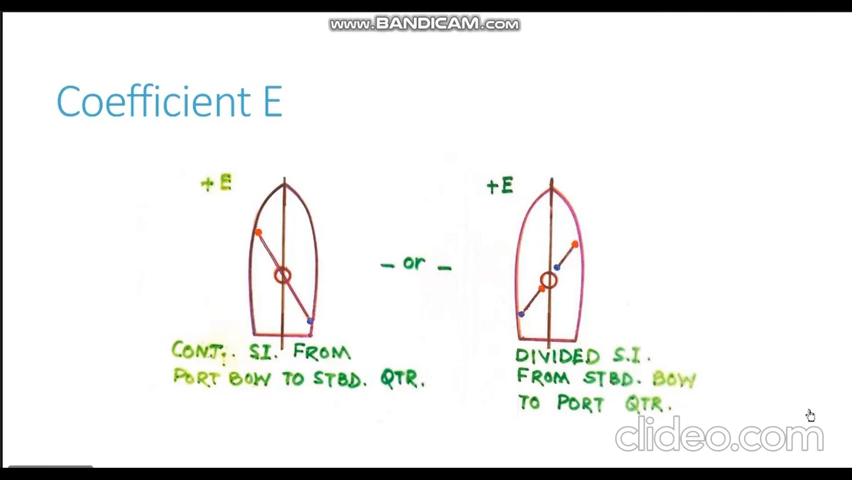 WWW.BANDICAM.COM
Coefficient E
+ E
+E
- or -
CONT. S.I. FROM
PORT BOW TO STBD. QTR.
DIVIDED S.I.
FROM STBD. BOW
TO PORT QTR.
clideo.com